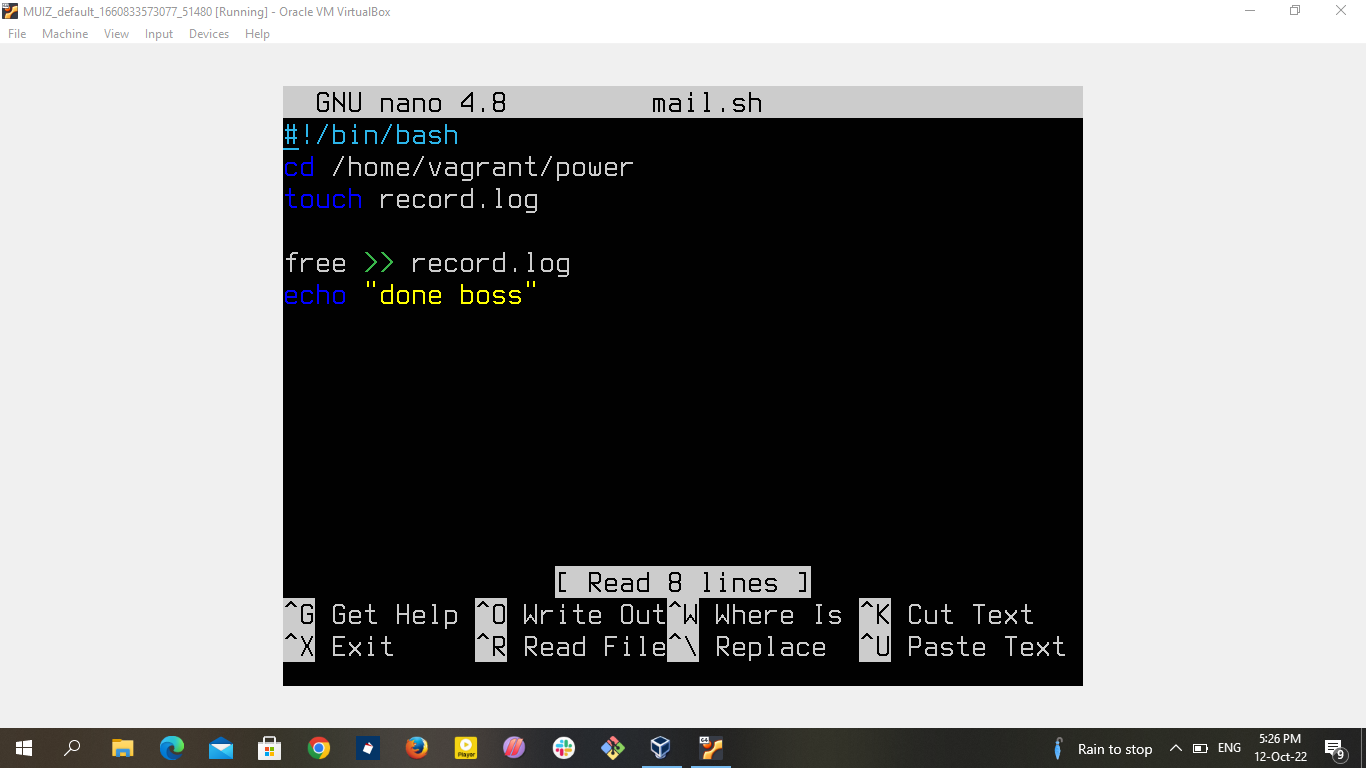 MUIZ_default_1660833573077_51480 [Running] - Oracle VM VirtualBox
File Machine View Input Devices Help
GNU nano 4.8 mail.sh
#!/bin/bash
cd /home/vagrant/power
touch record.log
free >> record.log
echo "done boss"
[ Read 8 lines ]
^G Get Help ^O Write Out ^W Where Is ^K Cut Text
^X Exit ^R Read File ^\ Replace ^U Paste Text
Player
G4
Rain to stop
ENG
5:26 PM
12-Oct-22
9